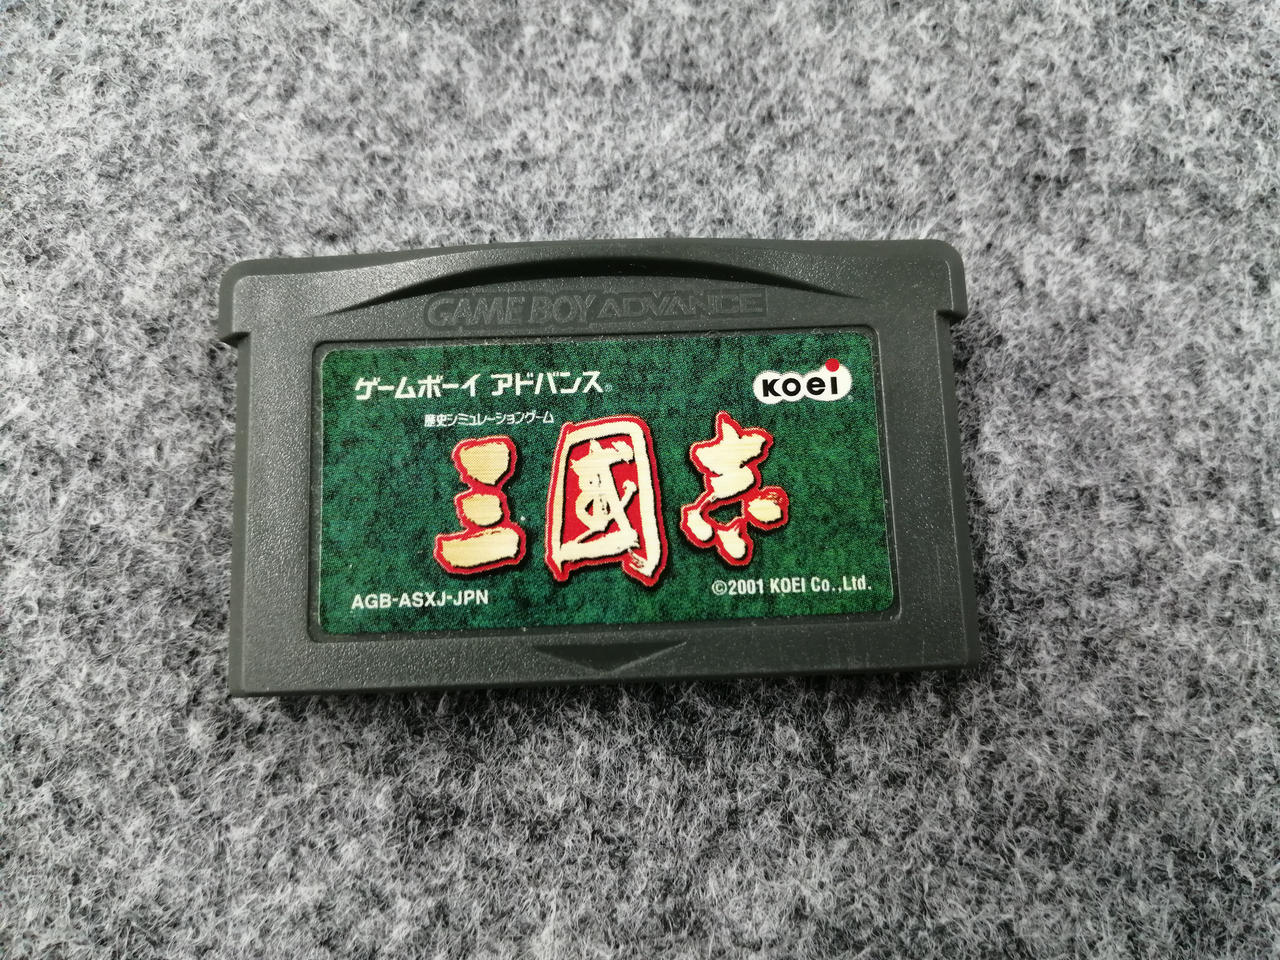 GAME BOY ADVANCE
ゲームボーイ アドバンス®
KOEI
歴史シミュレーションゲーム
三國志
AGB-ASXJ-JPN
©2001 KOEI Co.,Ltd.